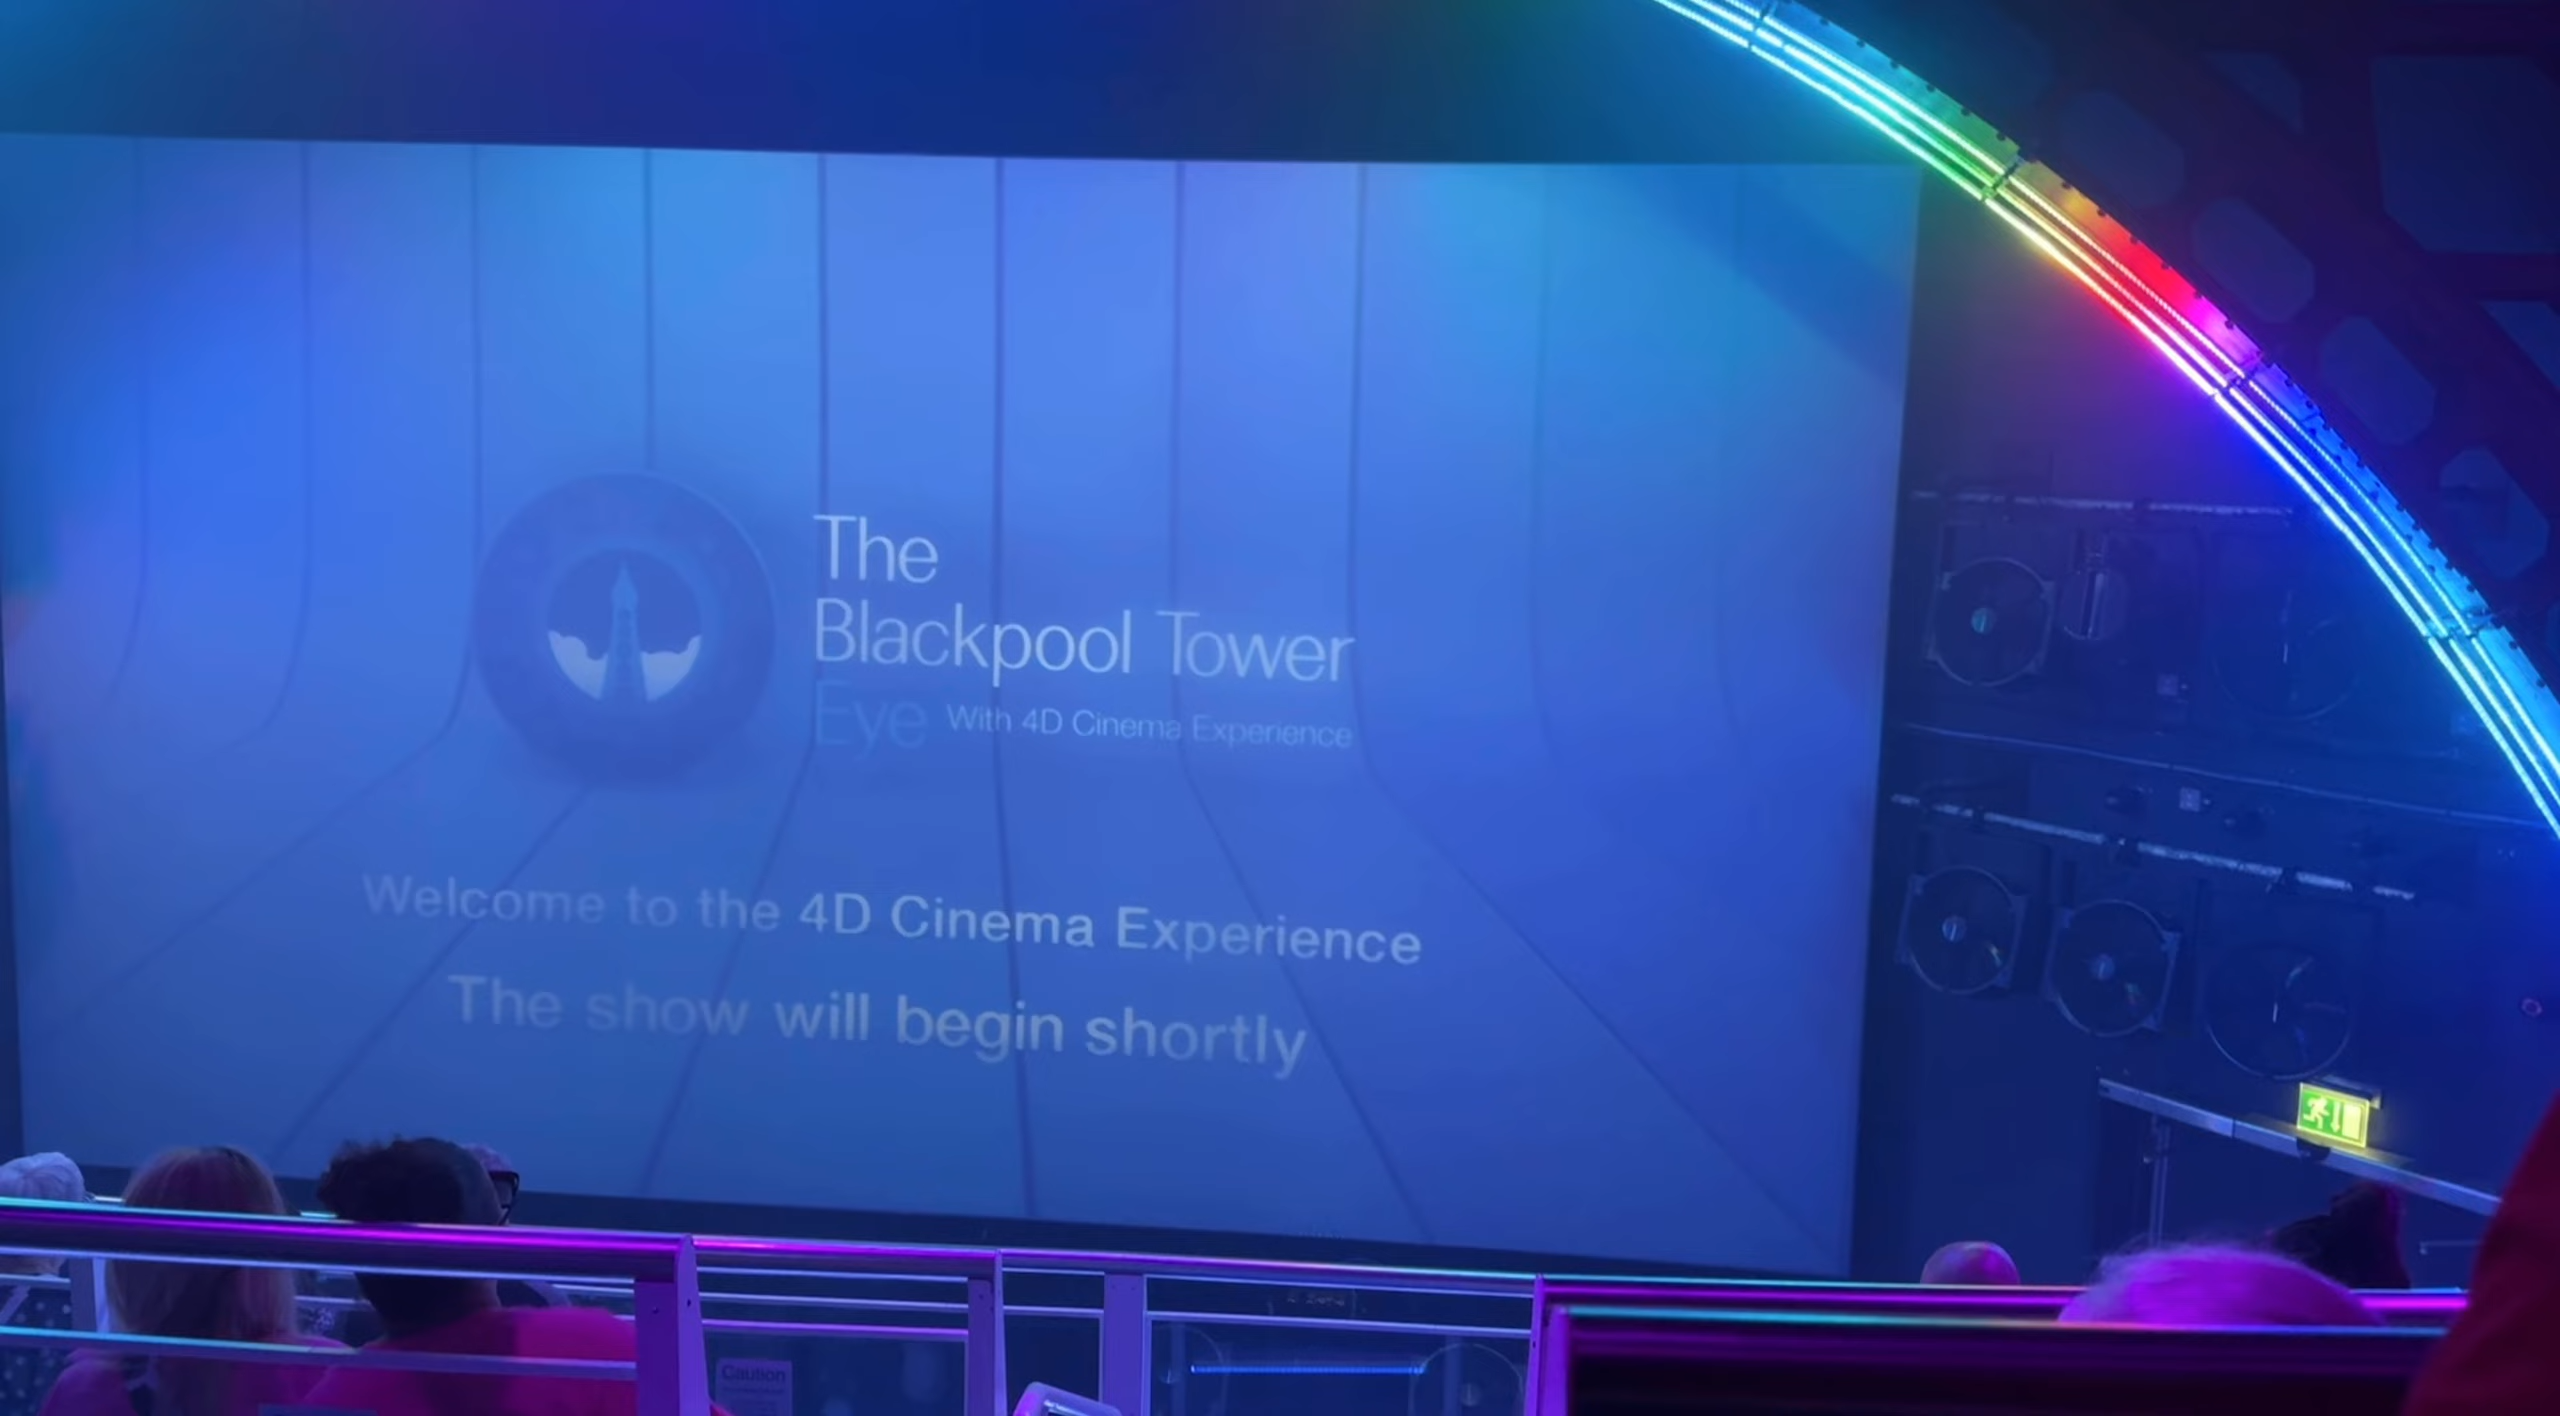 The
Blackpool Tower
Eye With 4D Cinema Experience
Welcome to the 4D Cinema Experience
The show will begin shortly
Caution